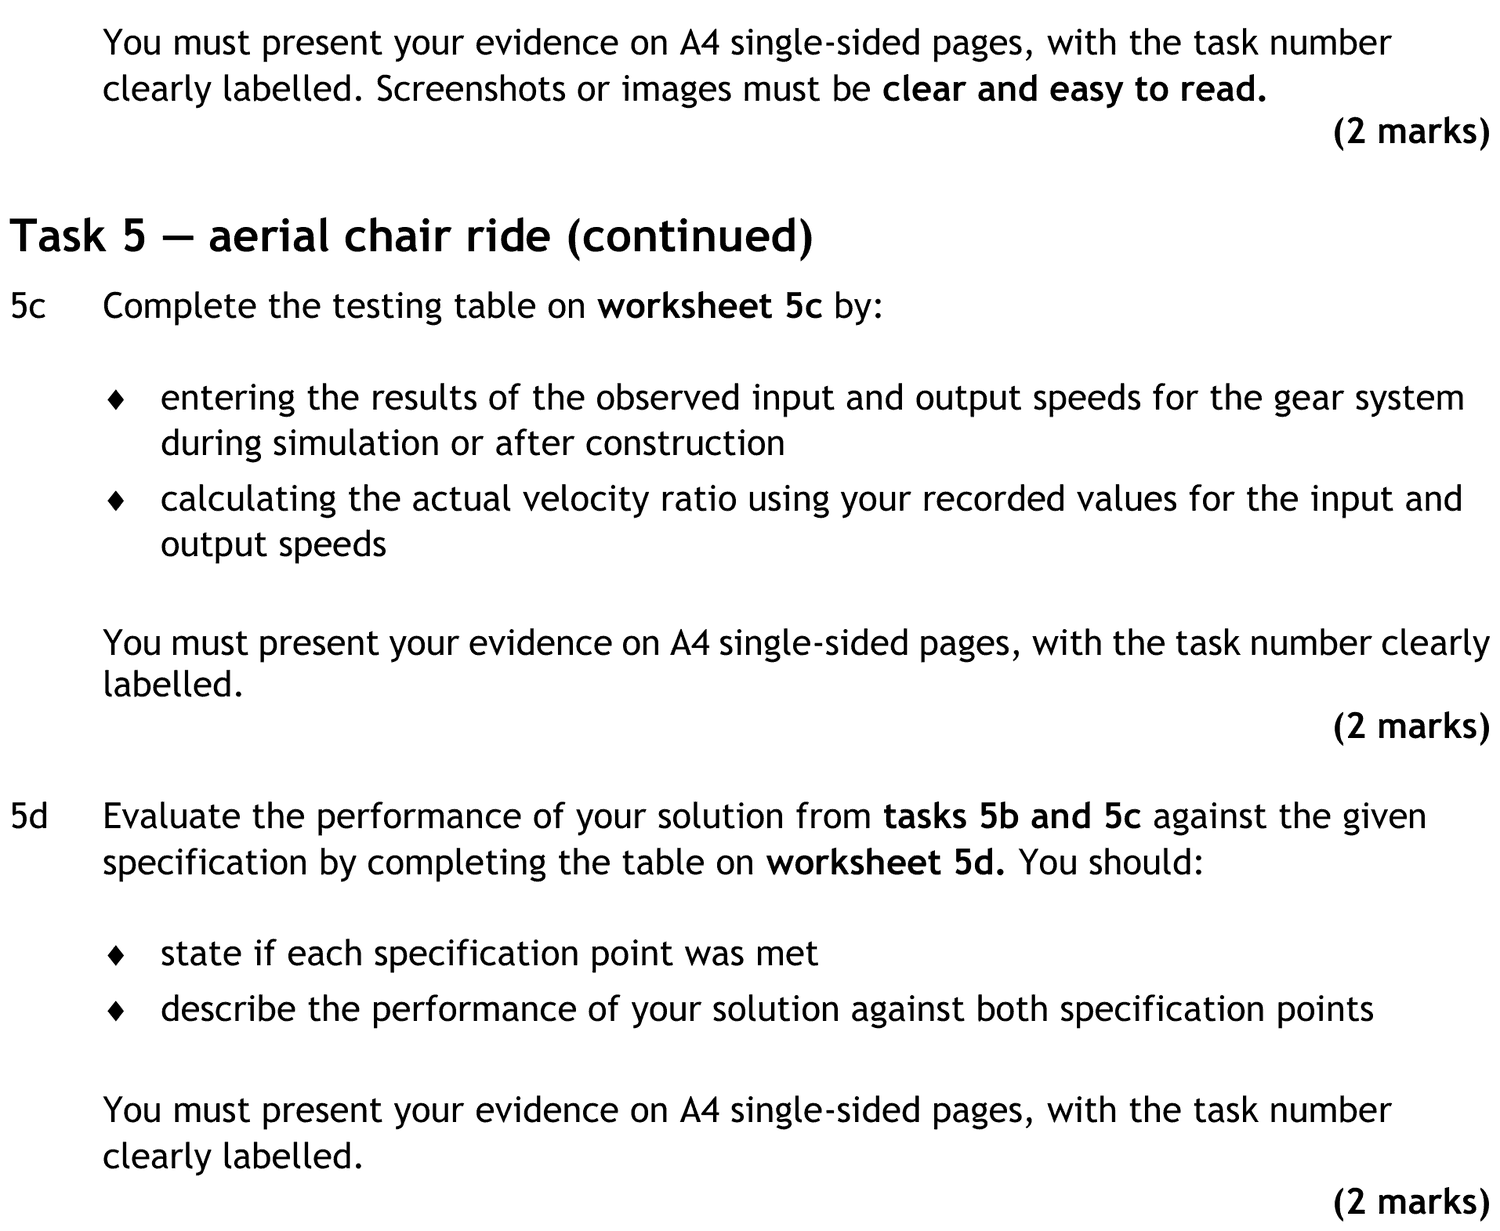 You must present your evidence on A4 single-sided pages, with the task number
clearly labelled. Screenshots or images must be clear and easy to read.
(2 marks)
Task 5 — aerial chair ride (continued)
5c Complete the testing table on worksheet 5c by:
♦ entering the results of the observed input and output speeds for the gear system
during simulation or after construction
♦ calculating the actual velocity ratio using your recorded values for the input and
output speeds
You must present your evidence on A4 single-sided pages, with the task number clearly
labelled.
(2 marks)
5d Evaluate the performance of your solution from tasks 5b and 5c against the given
specification by completing the table on worksheet 5d. You should:
♦ state if each specification point was met
♦ describe the performance of your solution against both specification points
You must present your evidence on A4 single-sided pages, with the task number
clearly labelled.
(2 marks)